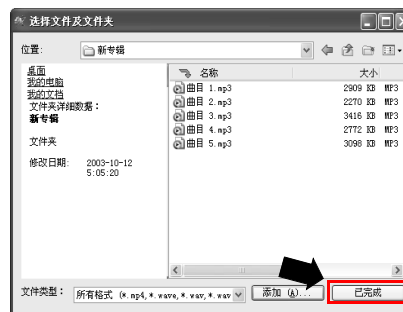 选择文件及文件夹
位置：
新专辑
桌面
我的电脑
我的文档
文件夹详细数据：
新专辑
文件夹
修改日期： 2003-10-12
5:05:20
名称 大小
曲目 1.mp3 2909 KB MP3
曲目 2.mp3 2270 KB MP3
曲目 3.mp3 3416 KB MP3
曲目 4.mp3 2772 KB MP3
曲目 5.mp3 3098 KB MP3
文件类型： 所有格式 (*.mp4,*.wave,*.wav,*.wav 添加 (A)... 已完成